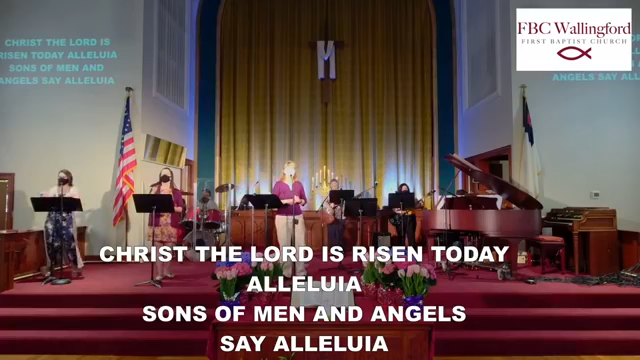 CHRIST THE LORD IS
RISEN TODAY ALLELUIA
SONS OF MEN AND
ANGELS SAY ALLELUIA
FBC Wallingford
FIRST BAPTIST CHURCH
ANGELS SAY AL
CHRIST THE LORD IS RISEN TODAY
ALLELUIA
SONS OF MEN AND ANGELS
SAY ALLELUIA